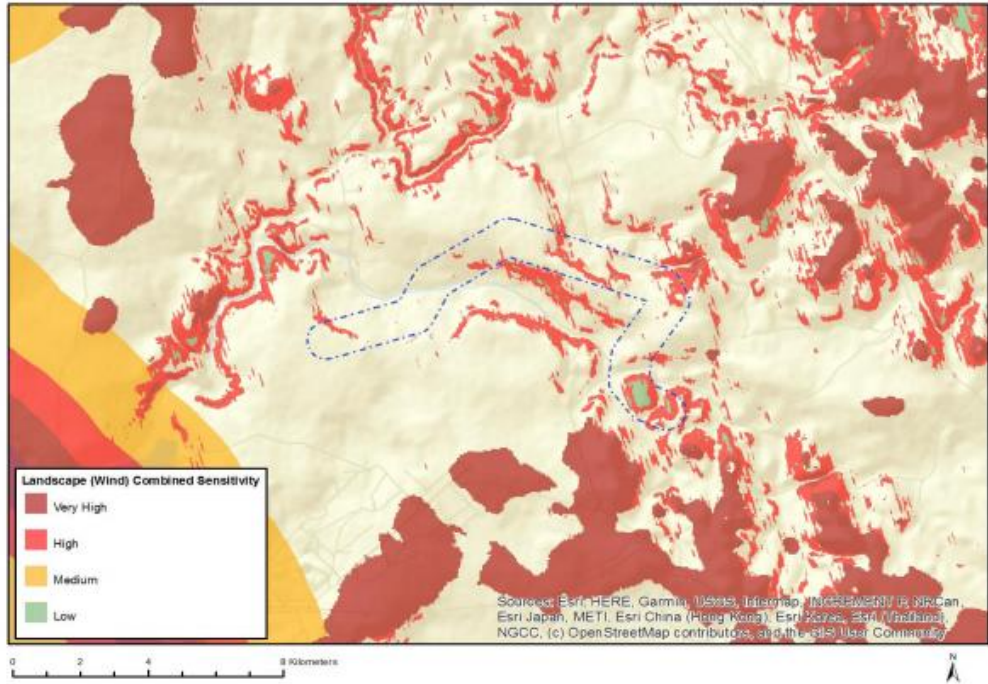 Landscape (Wind) Combined Sensitivity
Very High
High
Medium
Low
Sources: Esri, HERE, Garmin, USGS, Intermap, INCREMENT P, NRCan,
Esri Japan, METI, Esri China (Hong Kong), Esri Korea, Esri (Thailand),
NGCC, (c) OpenStreetMap contributors, and the GIS User Community
0 2 4 8 Kilometers
N